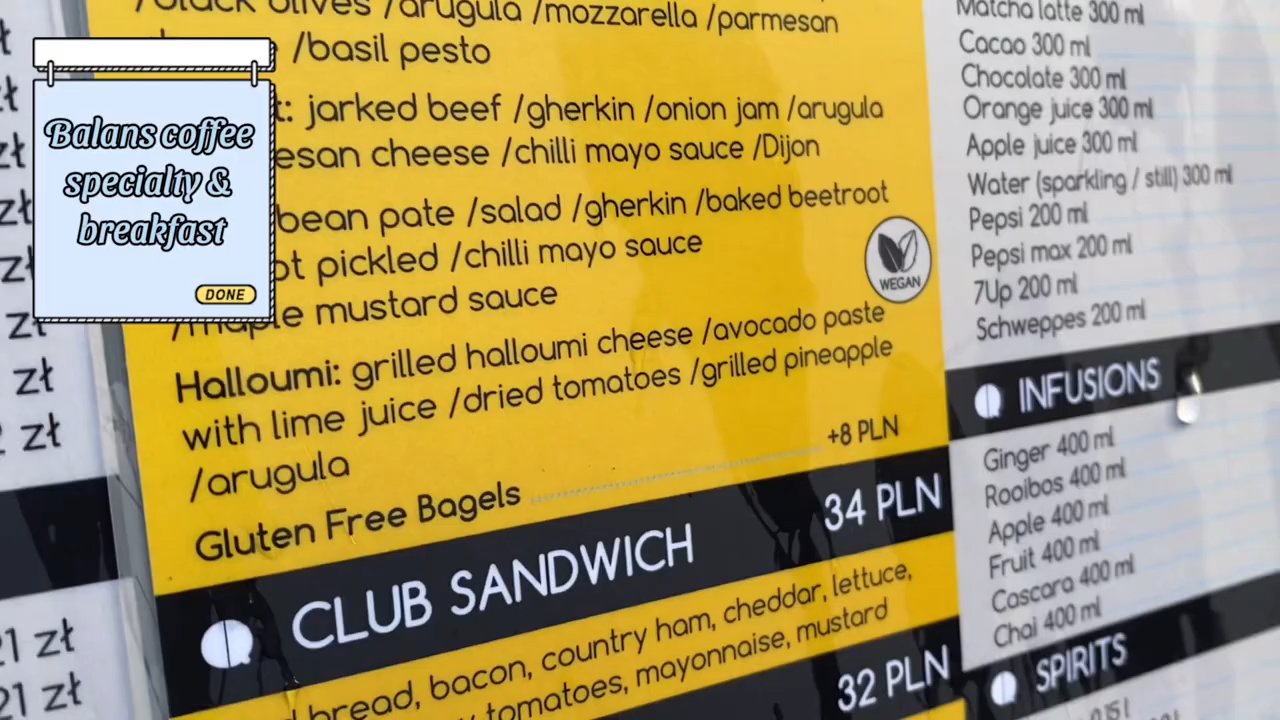 Balans coffee
specialty &
breakfast
DONE
zł
zł
zł
zł
zł
zł
zł
21 zł
21 zł
/black olives /arugula /mozzarella /parmesan
/basil pesto
jarked beef /gherkin /onion jam /arugula
cheese /chilli mayo sauce /Dijon
bean pate /salad /gherkin /baked beetroot
pickled /chilli mayo sauce
/maple mustard sauce
WEGAN
Halloumi: grilled halloumi cheese /avocado paste
with lime juice /dried tomatoes /grilled pineapple
/arugula
Gluten Free Bagels +8 PLN
CLUB SANDWICH 34 PLN
bread, bacon, country ham, cheddar, lettuce,
tomatoes, mayonnaise, mustard
32 PLN
Matcha latte 300 ml
Cacao 300 ml
Chocolate 300 ml
Orange juice 300 ml
Apple juice 300 ml
Water (sparkling / still) 300 ml
Pepsi 200 ml
Pepsi max 200 ml
7Up 200 ml
Schweppes 200 ml
INFUSIONS
Ginger 400 ml
Rooibos 400 ml
Apple 400 ml
Fruit 400 ml
Cascara 400 ml
Chai 400 ml
SPIRITS